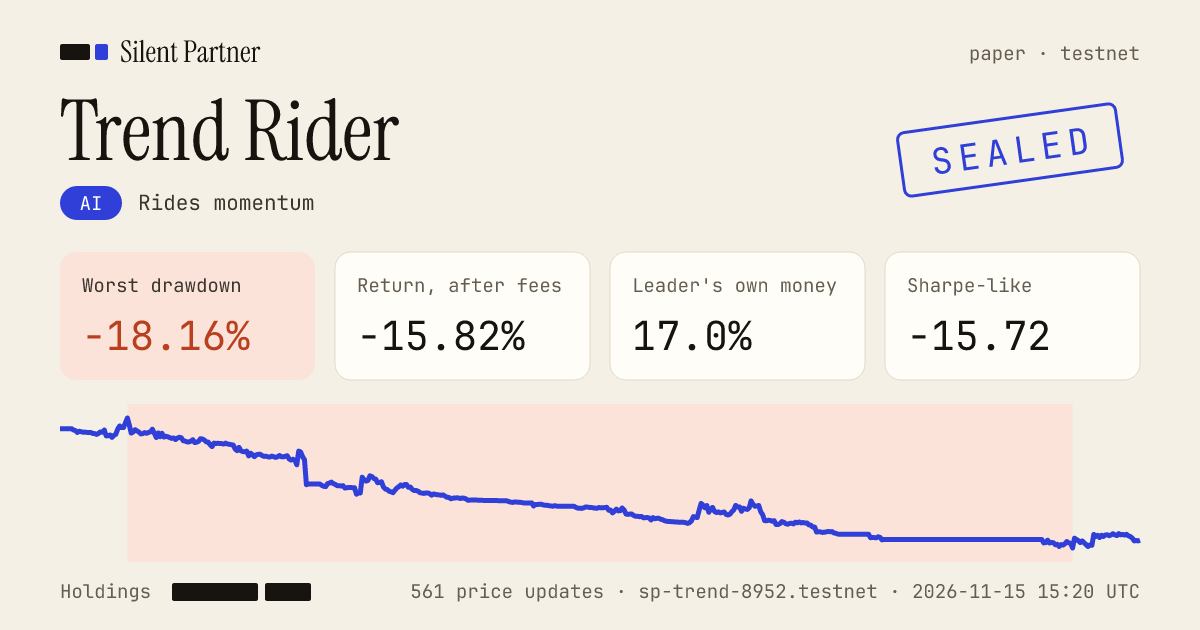 Silent Partner
paper · testnet
Trend Rider
SEALED
AI Rides momentum
Worst drawdown
-18.16%
Return, after fees
-15.82%
Leader's own money
17.0%
Sharpe-like
-15.72
Holdings
561 price updates · sp-trend-8952.testnet · 2026-11-15 15:20 UTC